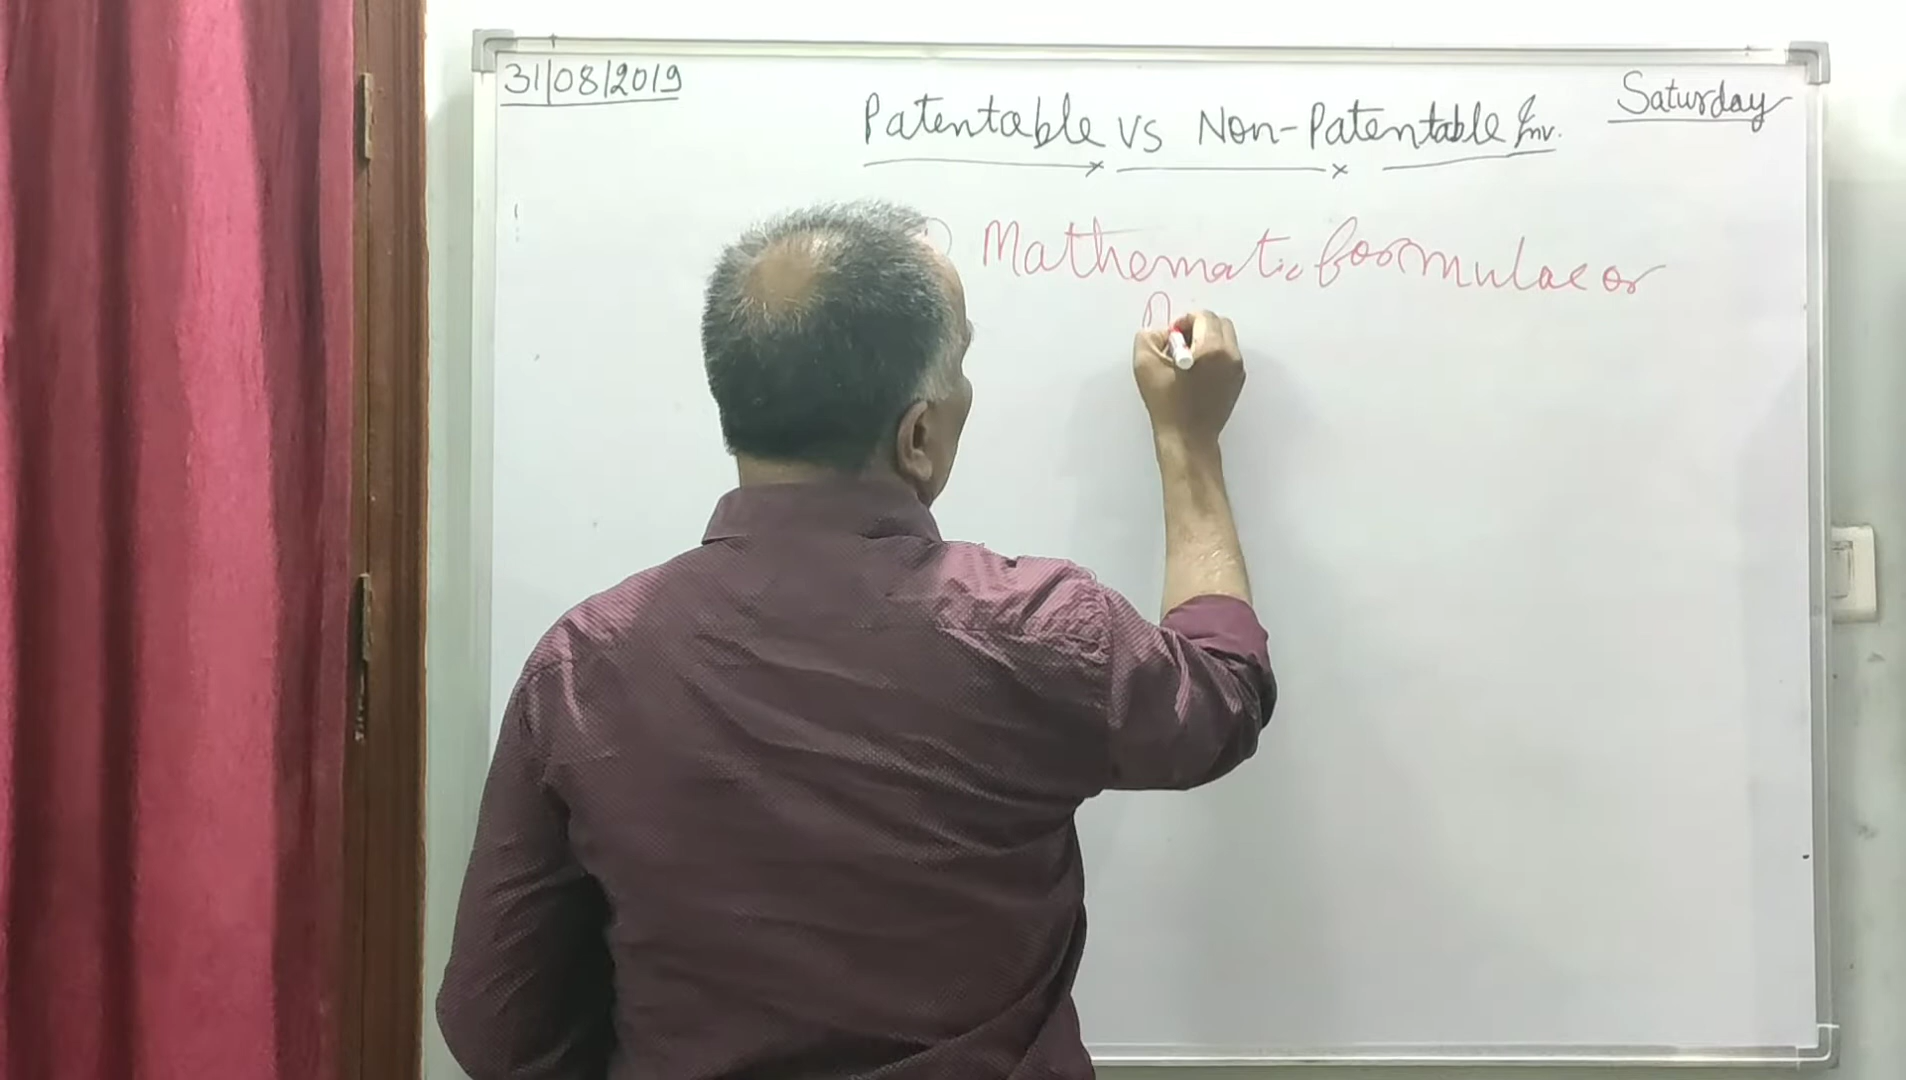 31/08/2019
Saturday
Patentable VS Non-Patentable Inv.
Mathematic formulae or